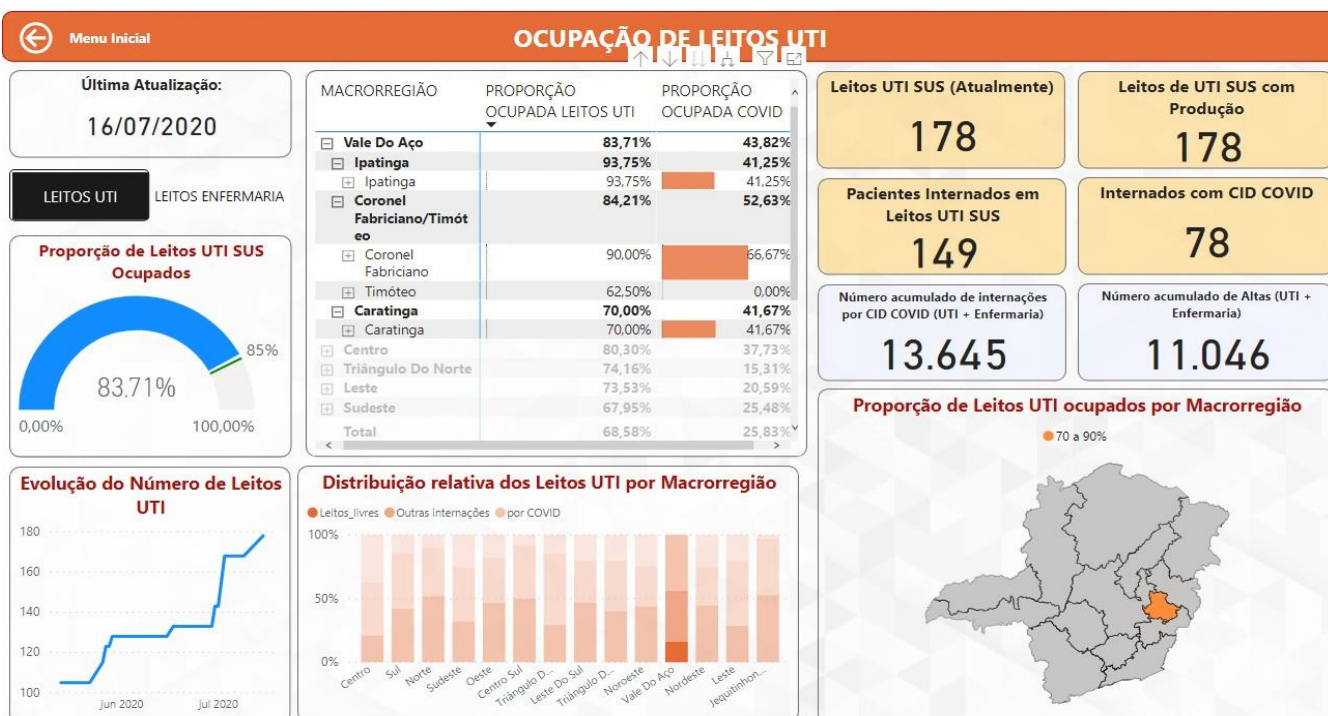 Menu Inicial
OCUPAÇÃO DE LEITOS UTI
Última Atualização:
16/07/2020
LEITOS UTI
LEITOS ENFERMARIA
Proporção de Leitos UTI SUS
Ocupados
85%
83,71%
0,00%
100,00%
MACRORREGIÃO PROPORÇÃO OCUPADA LEITOS UTI PROPORÇÃO OCUPADA COVID
Vale Do Aço 83,71% 43,82%
Ipatinga 93,75% 41,25%
Ipatinga 93,75% 41,25%
Coronel 84,21% 52,63%
Fabriciano/Timót
eo
Coronel 90,00% 66,67%
Fabriciano
Timóteo 62,50% 0,00%
Caratinga 70,00% 41,67%
Caratinga 70,00% 41,67%
Centro 80,30% 37,73%
Triângulo Do Norte 74,16% 15,31%
Leste 73,53% 20,59%
Sudeste 67,95% 25,48%
Total 68,58% 25,83%
Leitos UTI SUS (Atualmente)
178
Leitos de UTI SUS com
Produção
178
Pacientes Internados em
Leitos UTI SUS
149
Internados com CID COVID
78
Número acumulado de internações
por CID COVID (UTI + Enfermaria)
13.645
Número acumulado de Altas (UTI +
Enfermaria)
11.046
Evolução do Número de Leitos
UTI
180
160
140
120
100
jun 2020
jul 2020
Distribuição relativa dos Leitos UTI por Macrorregião
Leitos_livres Outras internações por COVID
100%
50%
0%
Centro
Sul
Norte
Sudeste
Oeste
Centro Sul
Triângulo D...
Leste Do Sul
Triângulo D...
Noroeste
Vale Do Aço
Nordeste
Leste
Jequitinhon...
Proporção de Leitos UTI ocupados por Macrorregião
70 a 90%